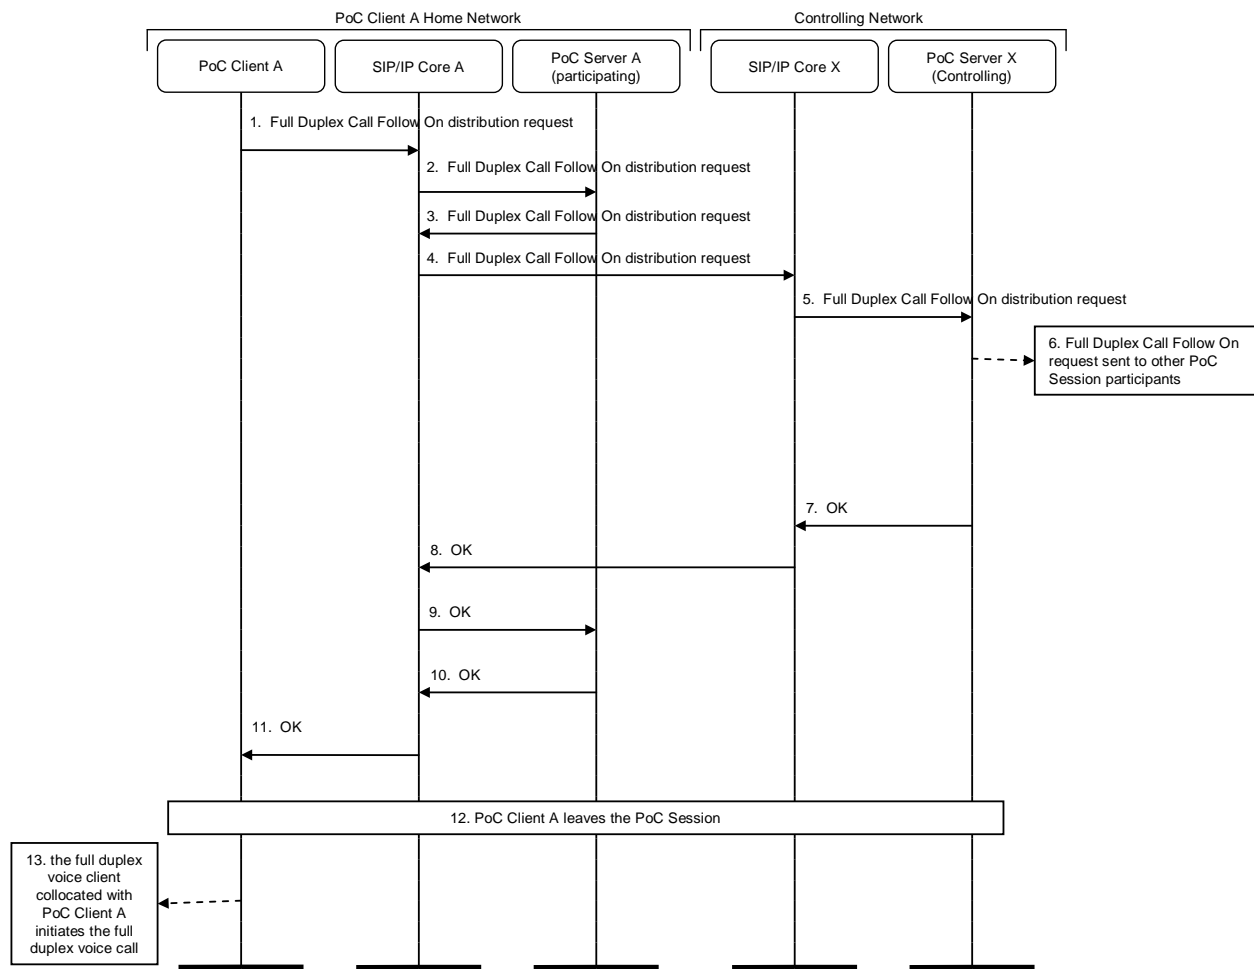 PoC Client A Home Network
Controlling Network
PoC Client A
SIP/IP Core A
PoC Server A
(participating)
SIP/IP Core X
PoC Server X
(Controlling)
1.  Full Duplex Call Follow On distribution request
2.  Full Duplex Call Follow On distribution request
3.  Full Duplex Call Follow On distribution request
4.  Full Duplex Call Follow On distribution request
5.  Full Duplex Call Follow On distribution request
6. Full Duplex Call Follow On
request sent to other PoC
Session participants
7.  OK
8.  OK
9.  OK
10.  OK
11.  OK
12. PoC Client A leaves the PoC Session
13. the full duplex
voice client
collocated with
PoC Client A
initiates the full
duplex voice call